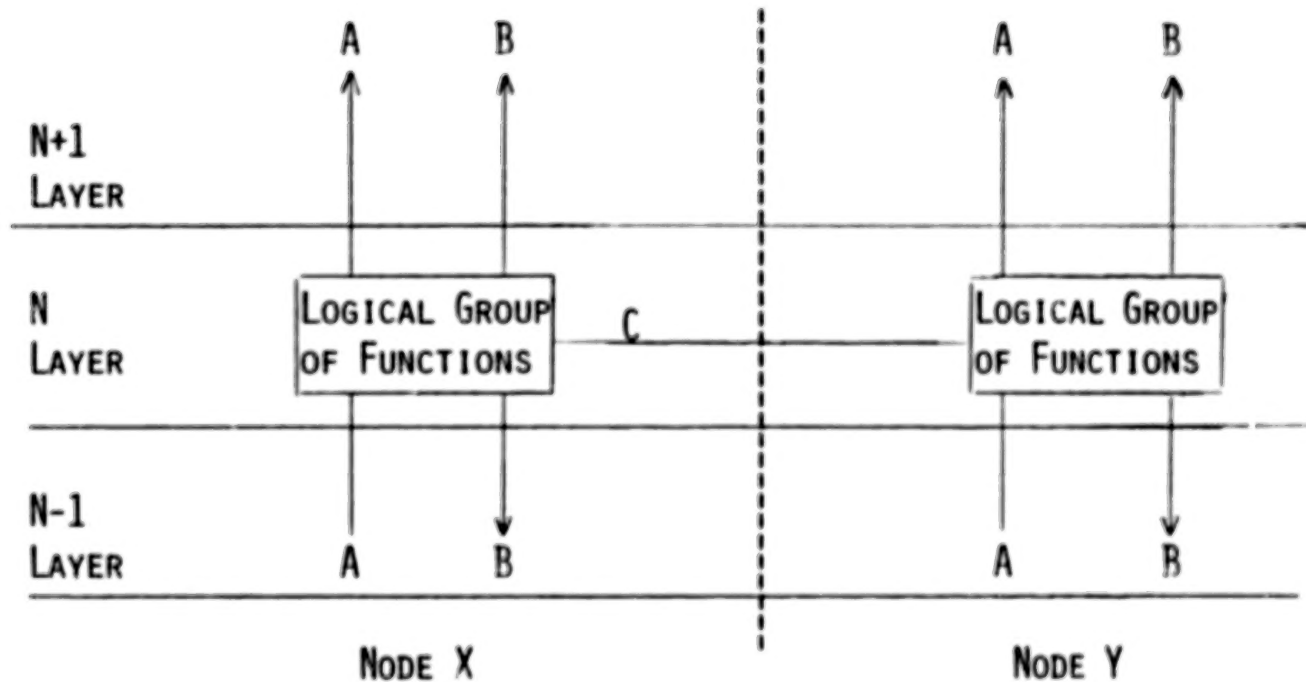 A B A B
N+1
LAYER
N
LAYER
LOGICAL GROUP
OF FUNCTIONS
C
LOGICAL GROUP
OF FUNCTIONS
N-1
LAYER
A B A B
NODE X NODE Y